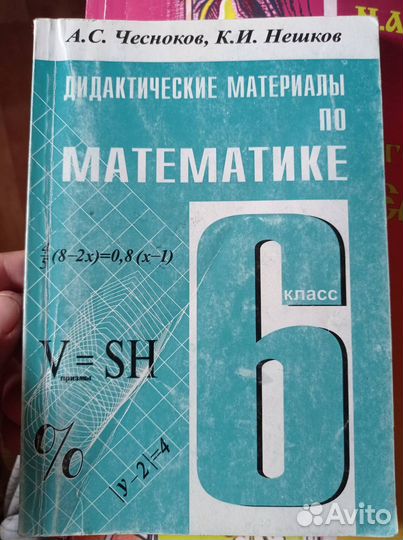 А.С. Чесноков, К.И. Нешков
ДИДАКТИЧЕСКИЕ МАТЕРИАЛЫ
ПО
МАТЕМАТИКЕ
6
класс
(8−2x)=0,8(x−1)
V призмы = SH
%
|y−2|=4
Avito